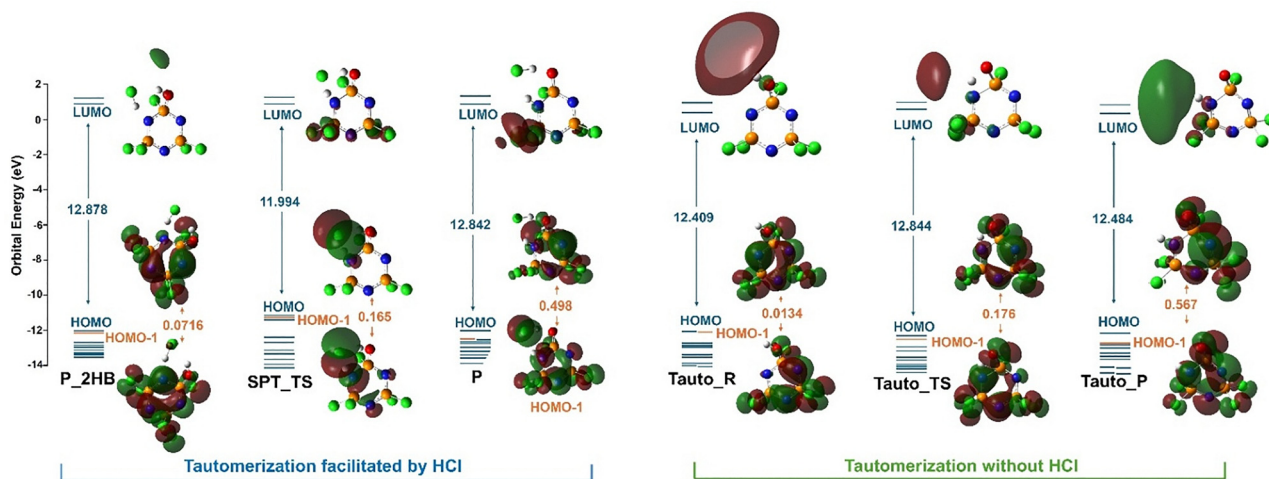 Orbital Energy (eV)
2
0
-2
-4
-6
-8
-10
-12
-14
LUMO
12.878
HOMO
HOMO-1
0.0716
P_2HB
LUMO
11.994
HOMO
HOMO-1
0.165
SPT_TS
LUMO
12.842
HOMO
0.498
HOMO-1
P
LUMO
12.409
HOMO
HOMO-1
0.0134
Tauto_R
LUMO
12.844
HOMO
HOMO-1
0.176
Tauto_TS
LUMO
12.484
HOMO
HOMO-1
0.567
Tauto_P
Tautomerization facilitated by HCl
Tautomerization without HCl